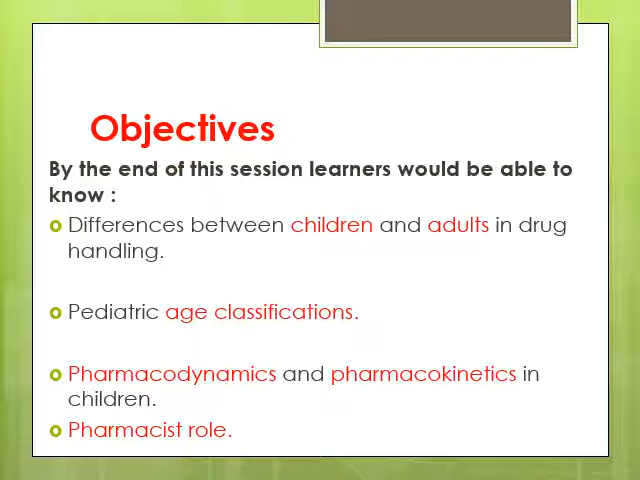 Objectives
By the end of this session learners would be able to
know :
Differences between children and adults in drug
handling.
Pediatric age classifications.
Pharmacodynamics and pharmacokinetics in
children.
Pharmacist role.